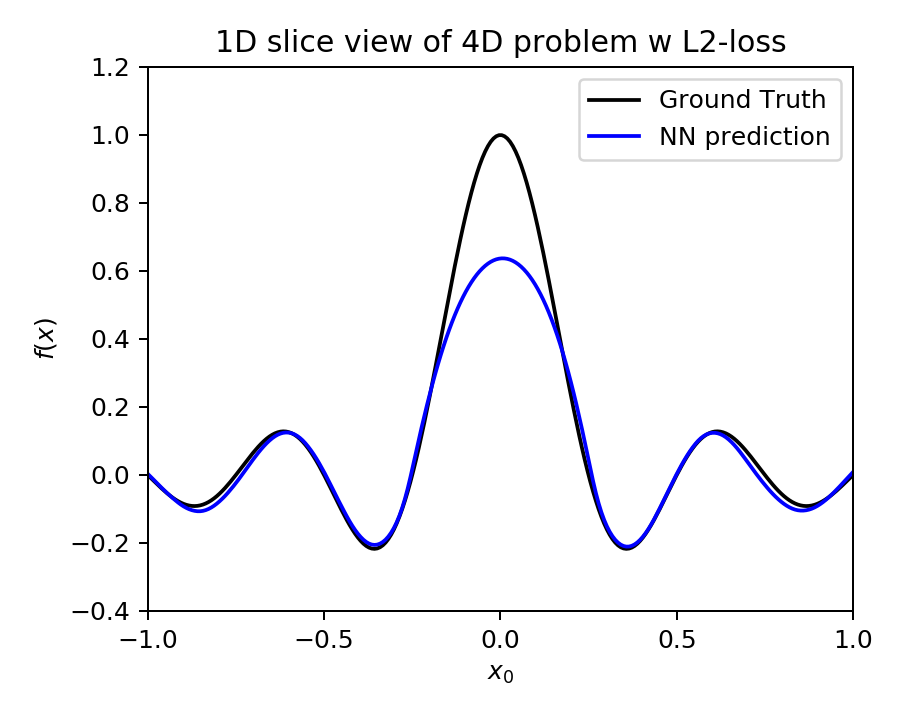 1D slice view of 4D problem w L2-loss
Ground Truth
NN prediction
1.2
1.0
0.8
0.6
0.4
0.2
0.0
−0.2
−0.4
f(x)
−1.0
−0.5
0.0
0.5
1.0
x₀